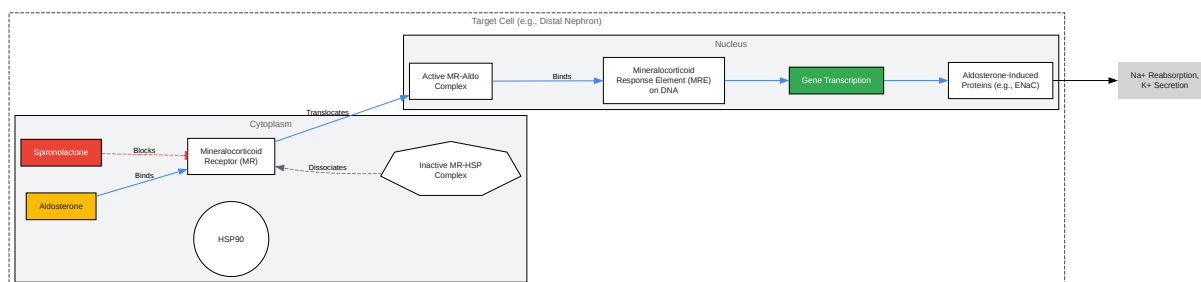 Target Cell (e.g., Distal Nephron)
Nucleus
Active MR-Aldo
Complex
Binds
Mineralocorticoid
Response Element (MRE)
on DNA
Gene Transcription
Aldosterone-Induced
Proteins (e.g., ENaC)
Na+ Reabsorption,
K+ Secretion
Translocates
Cytoplasm
Spironolactone
Blocks
Mineralocorticoid
Receptor (MR)
Dissociates
Inactive MR-HSP
Complex
Binds
Aldosterone
HSP90